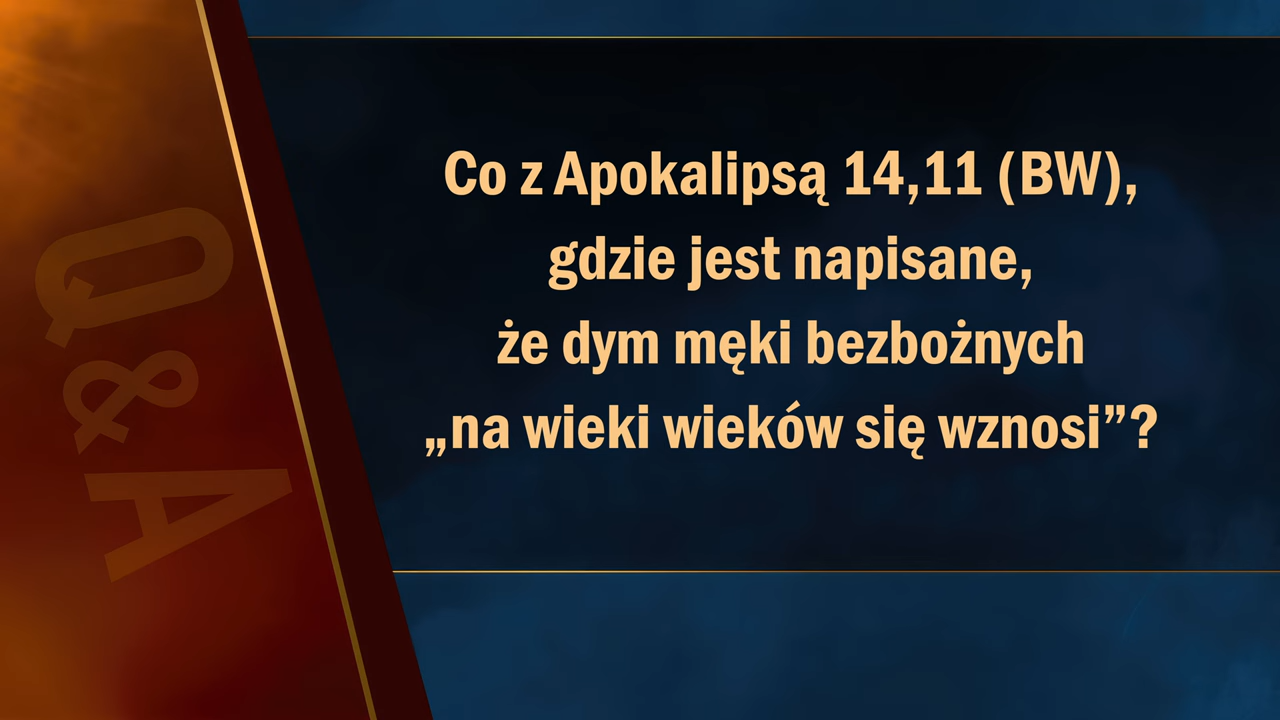 Co z Apokalipsą 14,11 (BW),
gdzie jest napisane,
że dym męki bezbożnych
„na wieki wieków się wznosi”?
Q & A